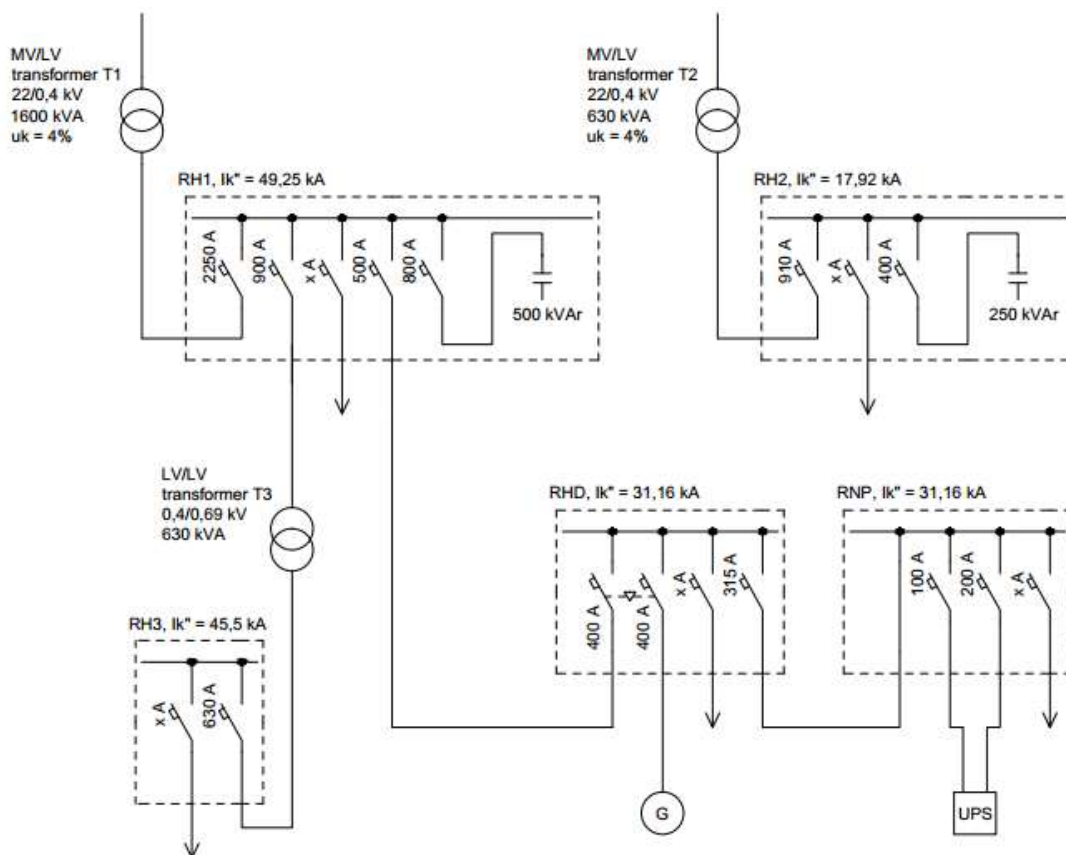 MV/LV
transformer T1
22/0,4 kV
1600 kVA
uk = 4%
MV/LV
transformer T2
22/0,4 kV
630 kVA
uk = 4%
RH1, Ik" = 49,25 kA
2250 A
900 A
x A
500 A
800 A
500 kVAr
RH2, Ik" = 17,92 kA
910 A
x A
400 A
250 kVAr
LV/LV
transformer T3
0,4/0,69 kV
630 kVA
RH3, Ik" = 45,5 kA
x A
630 A
RHD, Ik" = 31,16 kA
400 A
400 A
x A
315 A
G
RNP, Ik" = 31,16 kA
100 A
200 A
x A
UPS